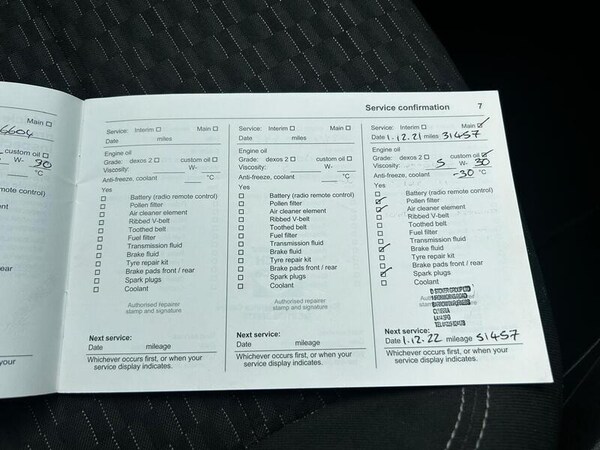 Service confirmation 7
6604
Main ☐
custom oil ☐
W- 30
mote control)
nt
ear
Service: Interim ☐ Main ☐
Date miles
Engine oil
Grade: dexos 2 ☐ custom oil ☐
Viscosity: W-
Anti-freeze, coolant °C
Yes
☐ Battery (radio remote control)
☐ Pollen filter
☐ Air cleaner element
☐ Ribbed V-belt
☐ Toothed belt
☐ Fuel filter
☐ Transmission fluid
☐ Brake fluid
☐ Tyre repair kit
☐ Brake pads front / rear
☐ Spark plugs
☐ Coolant
Authorised repairer
stamp and signature
Next service:
Date mileage
Whichever occurs first, or when your
service display indicates.
Service: Interim ☐ Main ☐
Date miles
Engine oil
Grade: dexos 2 ☐ custom oil ☐
Viscosity: W-
Anti-freeze, coolant °C
Yes
☐ Battery (radio remote control)
☐ Pollen filter
☐ Air cleaner element
☐ Ribbed V-belt
☐ Toothed belt
☐ Fuel filter
☐ Transmission fluid
☐ Brake fluid
☐ Tyre repair kit
☐ Brake pads front / rear
☐ Spark plugs
☐ Coolant
Authorised repairer
stamp and signature
Next service:
Date mileage
Whichever occurs first, or when your
service display indicates.
Service: Interim ☐ Main ☑
Date 1.12.21 miles 31457
Engine oil
Grade: dexos 2 ☐ custom oil ☑
Viscosity: 5 W- 30
Anti-freeze, coolant -30 °C
Yes
☐ Battery (radio remote control)
☑ Pollen filter
☑ Air cleaner element
☐ Ribbed V-belt
☐ Toothed belt
☐ Fuel filter
☐ Transmission fluid
☑ Brake fluid
☐ Tyre repair kit
☐ Brake pads front / rear
☑ Spark plugs
☐ Coolant
stamp and signature
Next service:
Date 1.12.22 mileage 51457
Whichever occurs first, or when your
service display indicates.